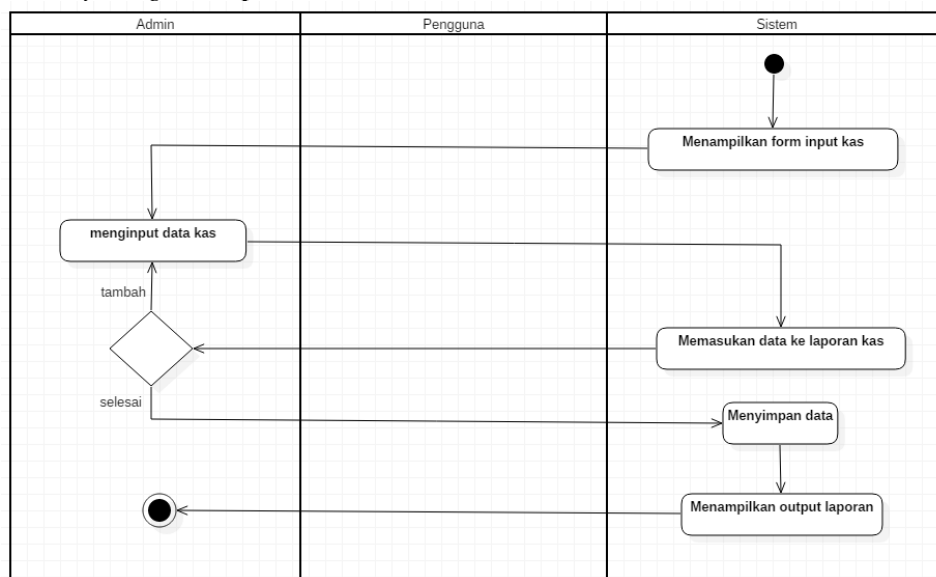 Admin
Pengguna
Sistem
Menampilkan form input kas
menginput data kas
tambah
Memasukan data ke laporan kas
selesai
Menyimpan data
Menampilkan output laporan